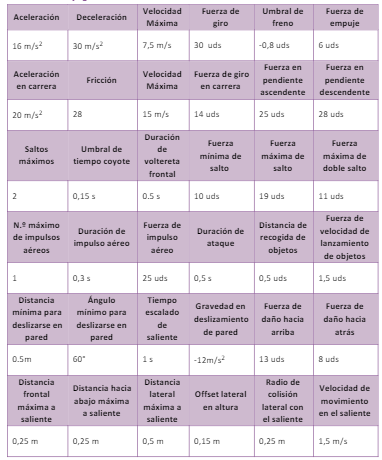 Aceleración Deceleración Velocidad Máxima Fuerza de giro Umbral de freno Fuerza de empuje
16 m/s² 30 m/s² 7,5 m/s 30 uds -0,8 uds 6 uds
Aceleración en carrera Fricción Velocidad Máxima Fuerza de giro en carrera Fuerza en pendiente ascendente Fuerza en pendiente descendente
20 m/s² 28 15 m/s 14 uds 25 uds 28 uds
Saltos máximos Umbral de tiempo coyote Duración de voltereta frontal Fuerza mínima de salto Fuerza máxima de salto Fuerza máxima de doble salto
2 0,15 s 0.5 s 10 uds 19 uds 11 uds
N.º máximo de impulsos aéreos Duración de impulso aéreo Fuerza de impulso aéreo Duración de ataque Distancia de recogida de objetos Fuerza de velocidad de lanzamiento de objetos
1 0,3 s 25 uds 0,5 s 0,5 uds 1,5 uds
Distancia mínima para deslizarse en pared Ángulo mínimo para deslizarse en pared Tiempo escalado de saliente Gravedad en deslizamiento de pared Fuerza de daño hacia arriba Fuerza de daño hacia atrás
0.5m 60° 1 s -12m/s² 13 uds 8 uds
Distancia frontal máxima a saliente Distancia hacia abajo máxima a saliente Distancia lateral máxima a saliente Offset lateral en altura Radio de colisión lateral con el saliente Velocidad de movimiento en el saliente
0,25 m 0,25 m 0,5 m 0,15 m 0,25 m 1,5 m/s